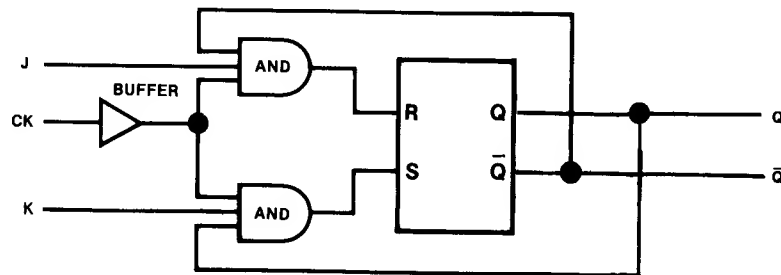 J
AND
BUFFER
R Q Q
CK
S Q̅ Q̅
K
AND